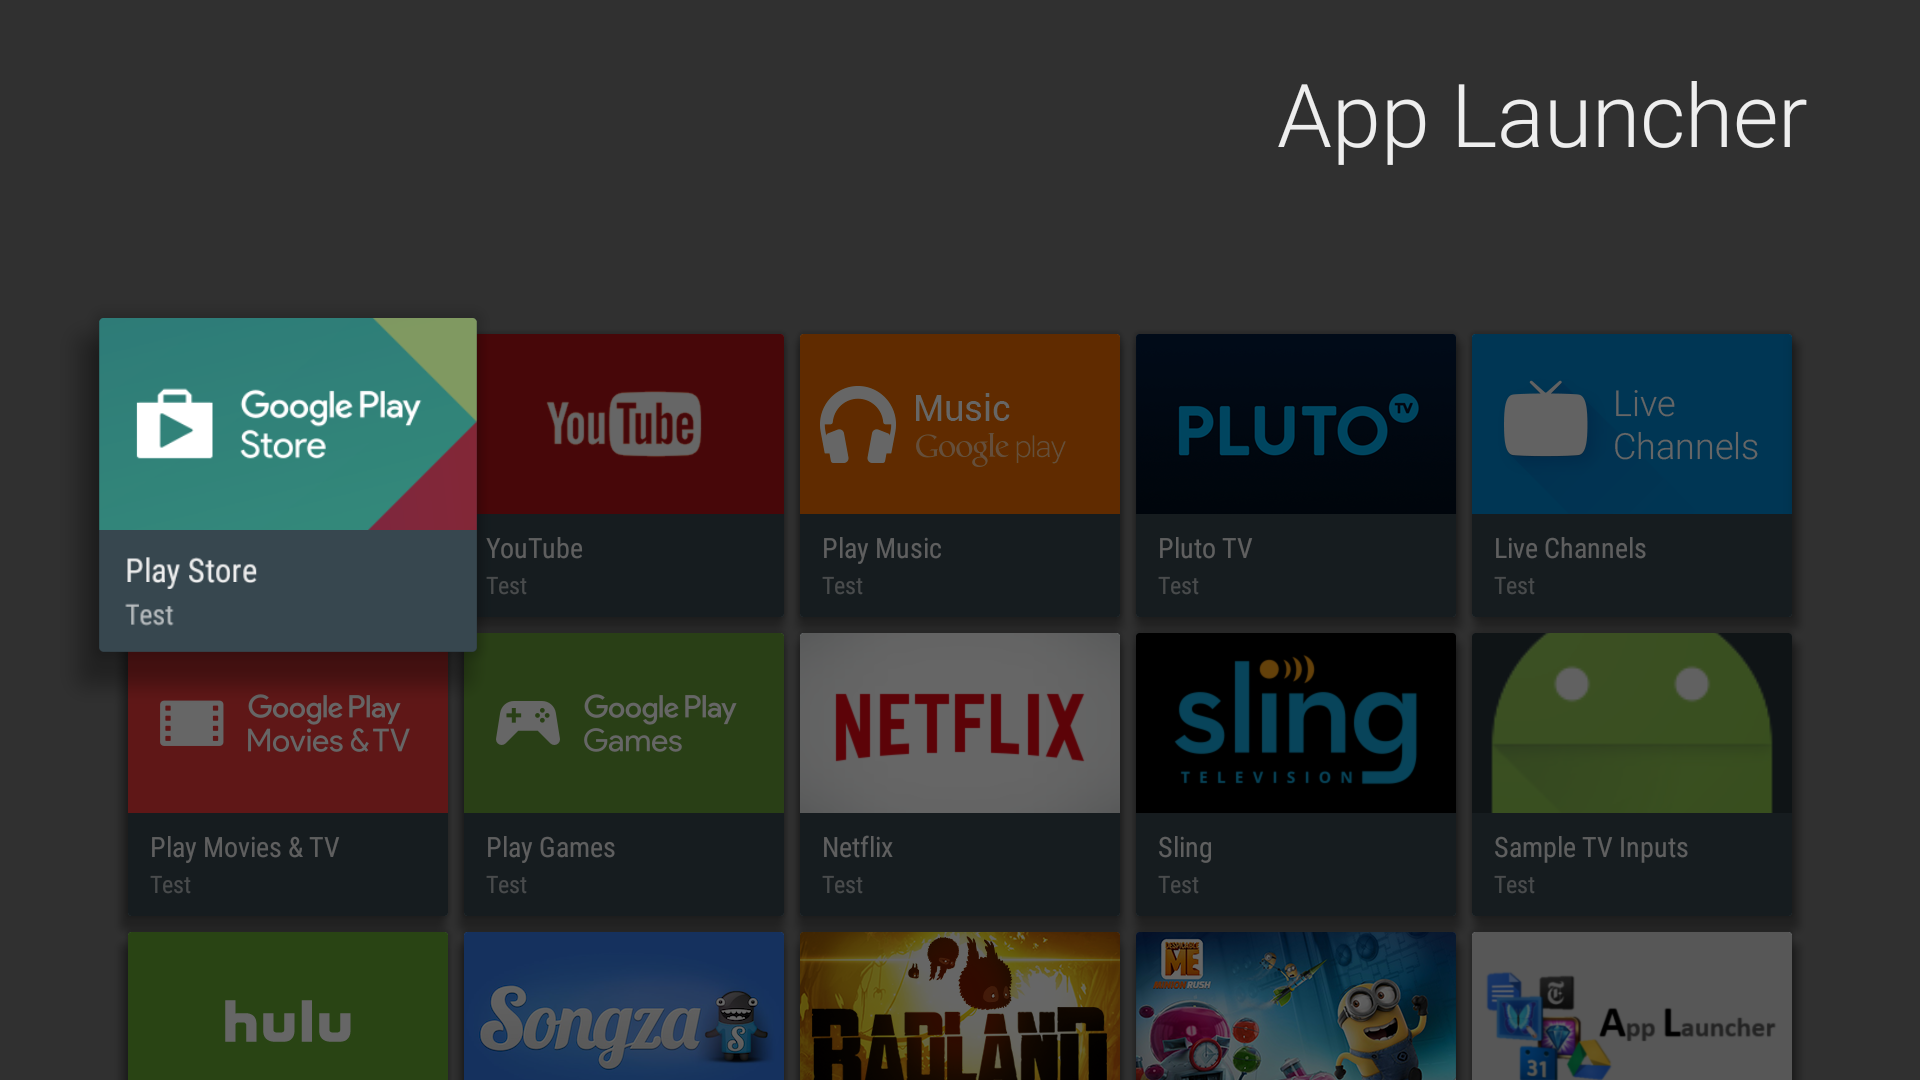 App Launcher
Google Play
Store
Play Store
Test
YouTube
YouTube
Test
Music
Google play
Play Music
Test
PLUTO TV
Pluto TV
Test
Live
Channels
Live Channels
Test
Google Play
Movies & TV
Play Movies & TV
Test
Google Play
Games
Play Games
Test
NETFLIX
Netflix
Test
sling
TELEVISION
Sling
Test
Sample TV Inputs
Test
hulu
Songza
S
BADLAND
DESPICABLE
ME
MINION RUSH
T
31
App Launcher